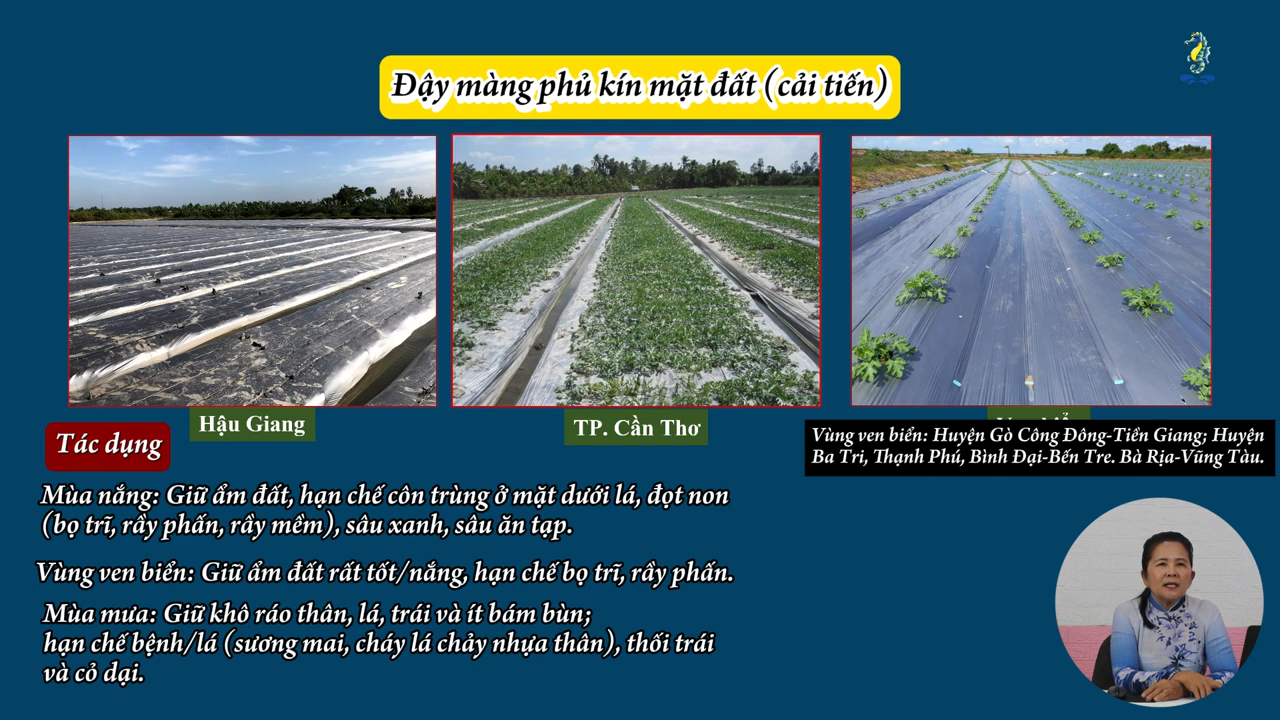 Đậy màng phủ kín mặt đất (cải tiến)
Hậu Giang
TP. Cần Thơ
Vùng ven biển: Huyện Gò Công Đông-Tiền Giang; Huyện
Ba Tri, Thạnh Phú, Bình Đại-Bến Tre. Bà Rịa-Vũng Tàu.
Tác dụng
Mùa nắng: Giữ ẩm đất, hạn chế côn trùng ở mặt dưới lá, đọt non
(bọ trĩ, rầy phấn, rầy mềm), sâu xanh, sâu ăn tạp.
Vùng ven biển: Giữ ẩm đất rất tốt/nắng, hạn chế bọ trĩ, rầy phấn.
Mùa mưa: Giữ khô ráo thân, lá, trái và ít bám bùn;
hạn chế bệnh/lá (sương mai, cháy lá chảy nhựa thân), thối trái
và cỏ dại.